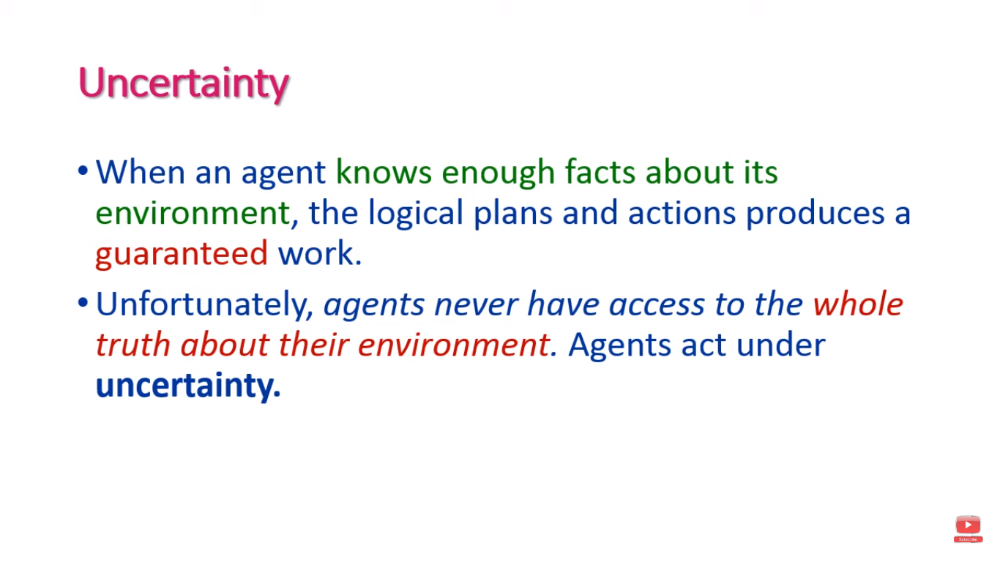 Uncertainty
• When an agent knows enough facts about its
environment, the logical plans and actions produces a
guaranteed work.
• Unfortunately, agents never have access to the whole
truth about their environment. Agents act under
uncertainty.
Subscribe